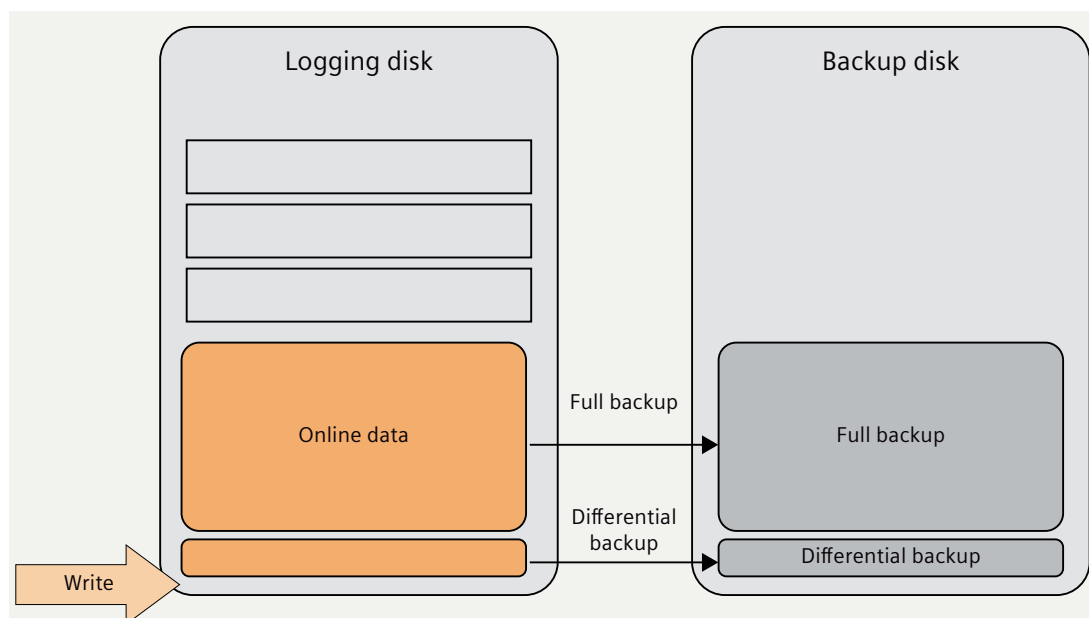 Logging disk
Backup disk
Full backup
Online data
Full backup
Differential
backup
Differential backup
Write